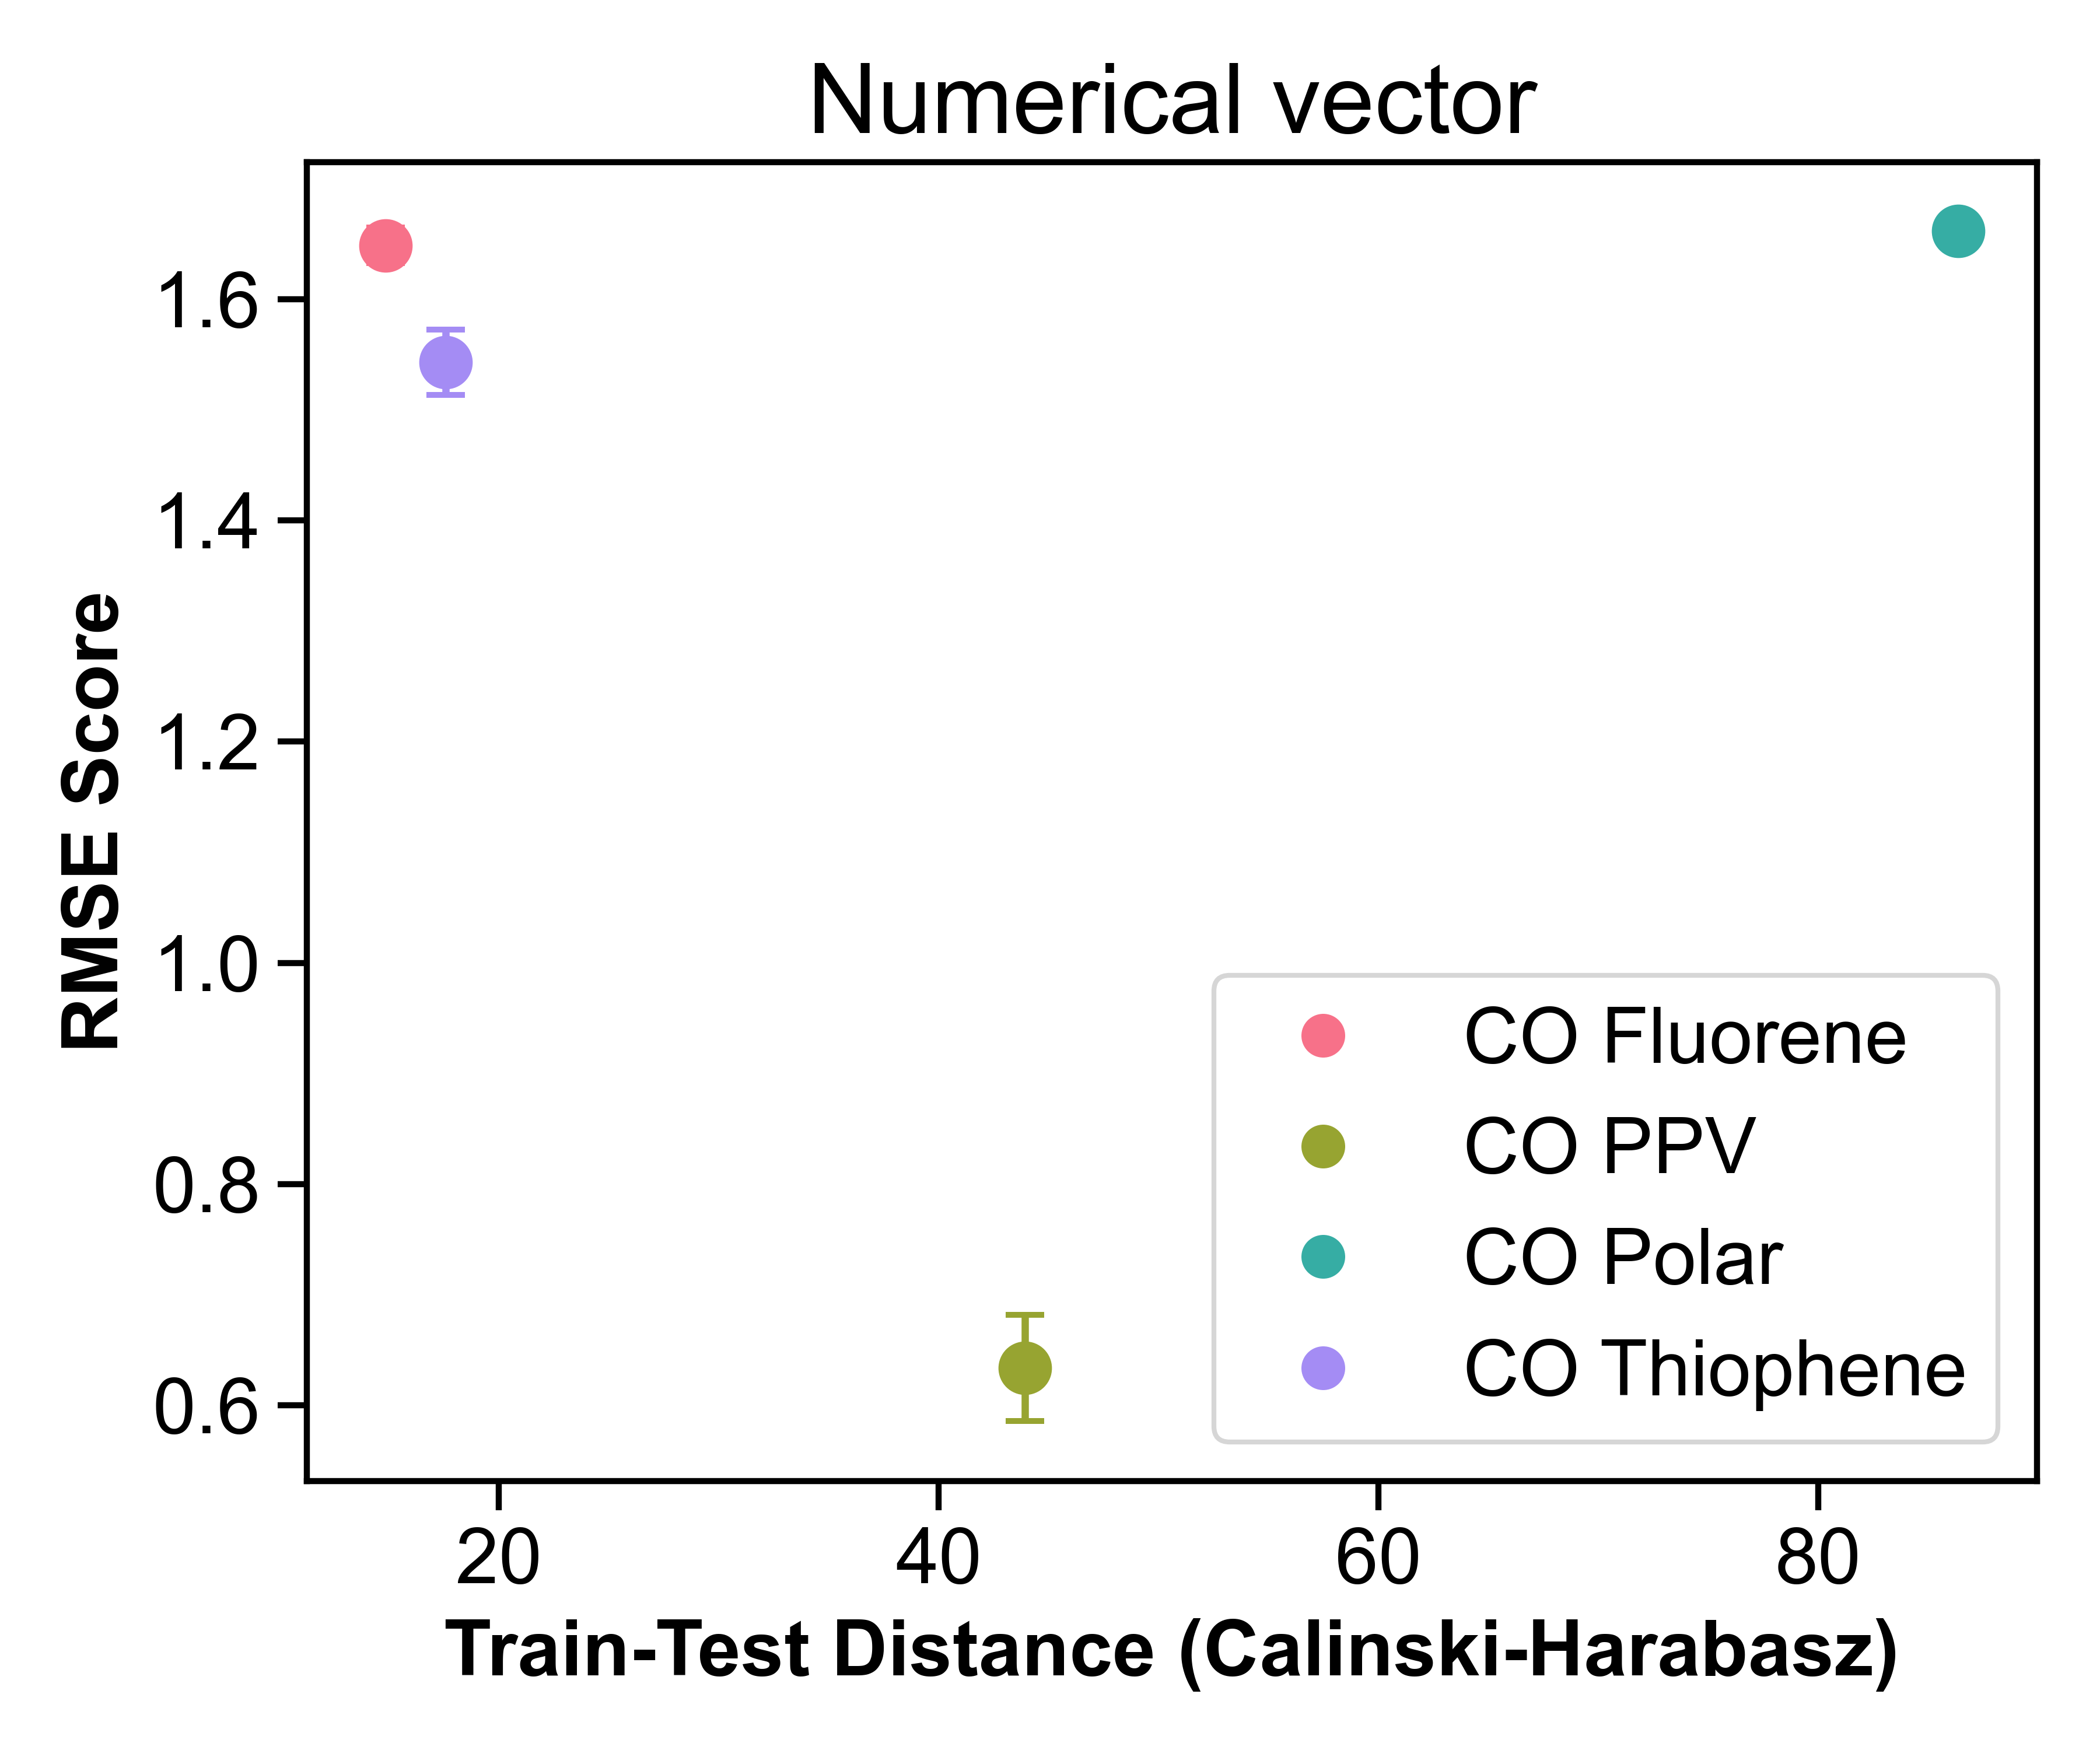 Numerical vector
1.6
1.4
1.2
1.0
0.8
0.6
RMSE Score
CO Fluorene
CO PPV
CO Polar
CO Thiophene
20 40 60 80
Train-Test Distance (Calinski-Harabasz)